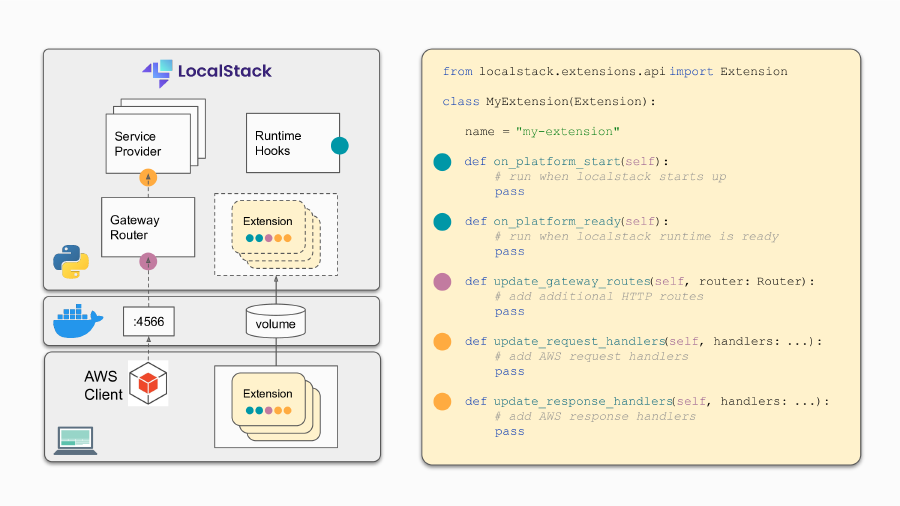 LocalStack
Service
Provider
Runtime
Hooks
Gateway
Router
Extension
:4566
volume
AWS
Client
Extension
from localstack.extensions.api import Extension
class MyExtension(Extension):
name = "my-extension"
def on_platform_start(self):
# run when localstack starts up
pass
def on_platform_ready(self):
# run when localstack runtime is ready
pass
def update_gateway_routes(self, router: Router):
# add additional HTTP routes
pass
def update_request_handlers(self, handlers: ...):
# add AWS request handlers
pass
def update_response_handlers(self, handlers: ...):
# add AWS response handlers
pass